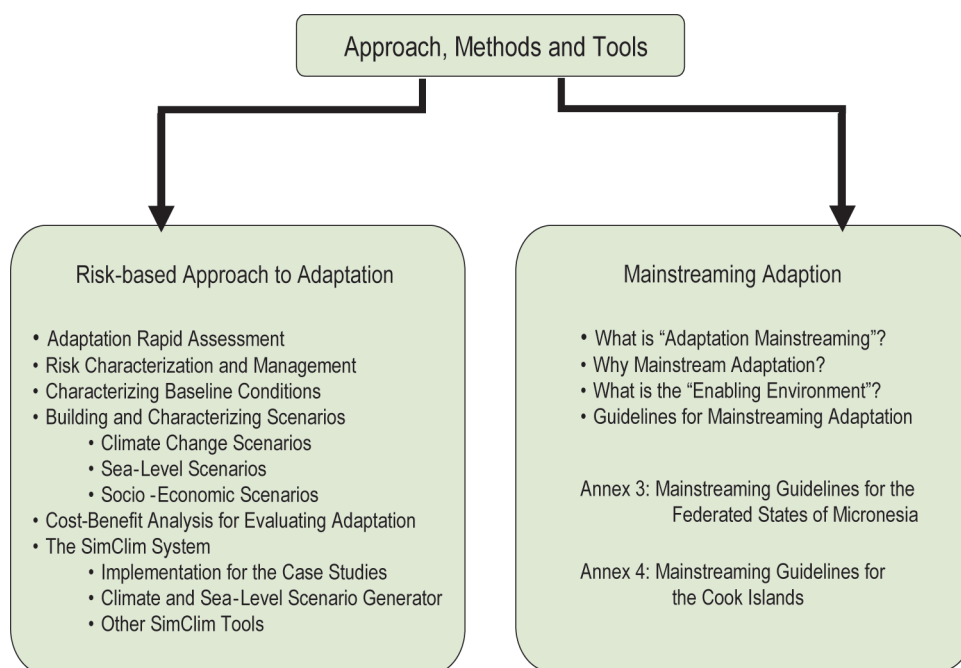 Approach, Methods and Tools
Risk-based Approach to Adaptation
• Adaptation Rapid Assessment
• Risk Characterization and Management
• Characterizing Baseline Conditions
• Building and Characterizing Scenarios
• Climate Change Scenarios
• Sea-Level Scenarios
• Socio -Economic Scenarios
• Cost-Benefit Analysis for Evaluating Adaptation
• The SimClim System
• Implementation for the Case Studies
• Climate and Sea-Level Scenario Generator
• Other SimClim Tools
Mainstreaming Adaption
• What is “Adaptation Mainstreaming”?
• Why Mainstream Adaptation?
• What is the “Enabling Environment”?
• Guidelines for Mainstreaming Adaptation
Annex 3: Mainstreaming Guidelines for the
Federated States of Micronesia
Annex 4: Mainstreaming Guidelines for
the Cook Islands